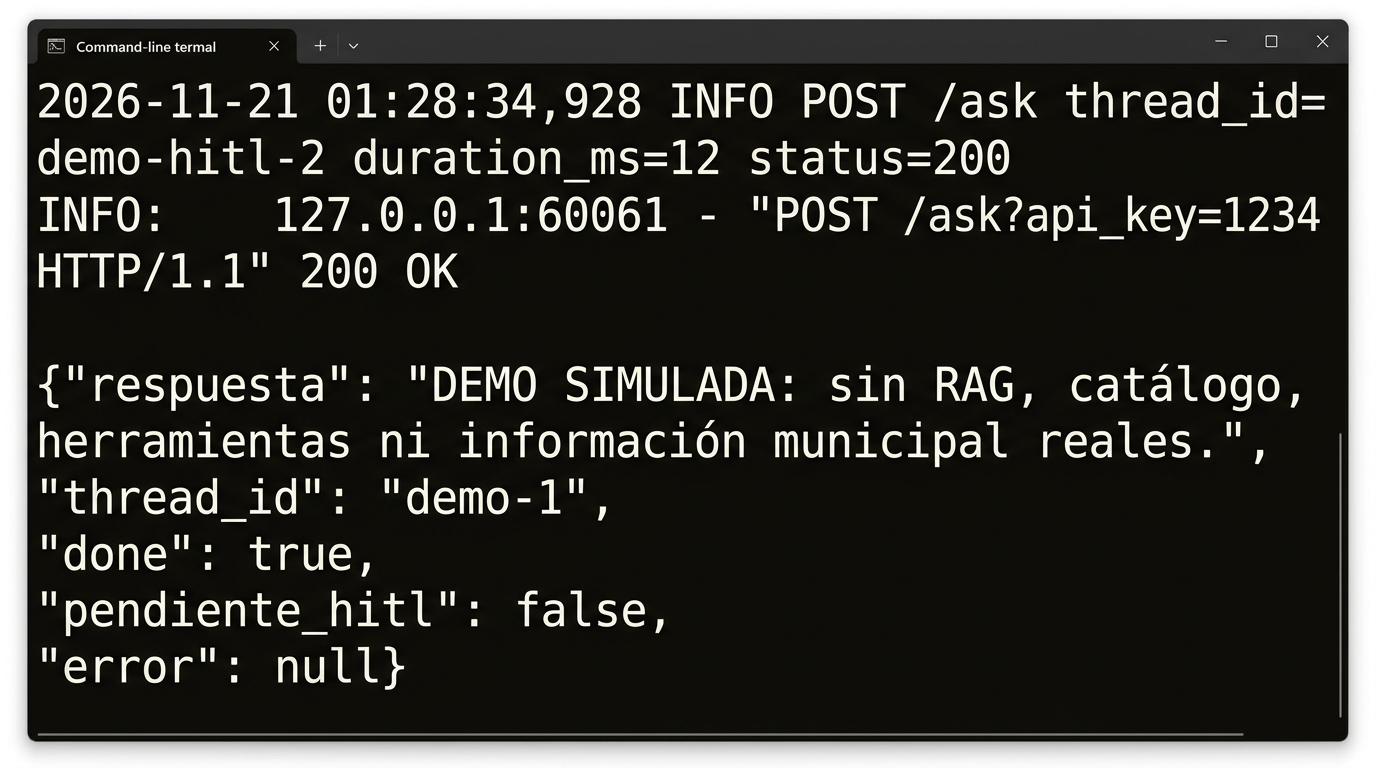 Command-line termal
2026-11-21 01:28:34,928 INFO POST /ask thread_id=
demo-hitl-2 duration_ms=12 status=200
INFO:    127.0.0.1:60061 - "POST /ask?api_key=1234
HTTP/1.1" 200 OK
{"respuesta": "DEMO SIMULADA: sin RAG, catálogo,
herramientas ni información municipal reales.",
"thread_id": "demo-1",
"done": true,
"pendiente_hitl": false,
"error": null}